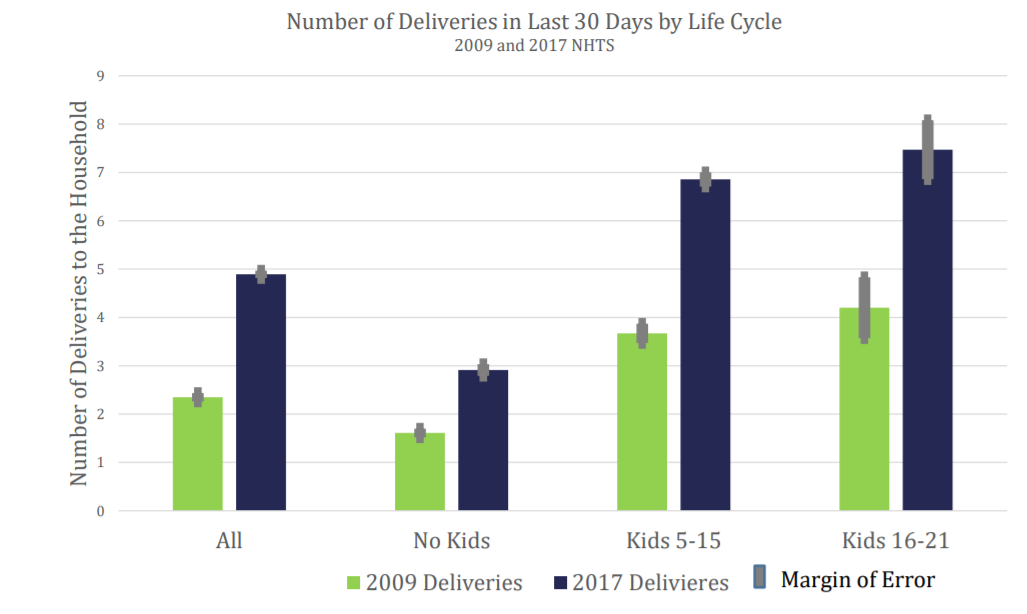 Number of Deliveries in Last 30 Days by Life Cycle
2009 and 2017 NHTS
Number of Deliveries to the Household
9
8
7
6
5
4
3
2
1
0
All No Kids Kids 5-15 Kids 16-21
2009 Deliveries 2017 Delivieres Margin of Error